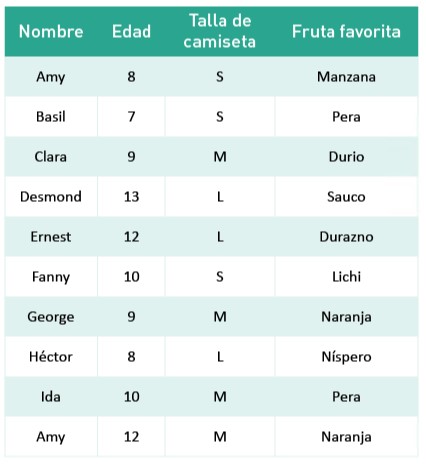 Nombre Edad Talla de camiseta Fruta favorita
Amy 8 S Manzana
Basil 7 S Pera
Clara 9 M Durio
Desmond 13 L Sauco
Ernest 12 L Durazno
Fanny 10 S Lichi
George 9 M Naranja
Héctor 8 L Níspero
Ida 10 M Pera
Amy 12 M Naranja